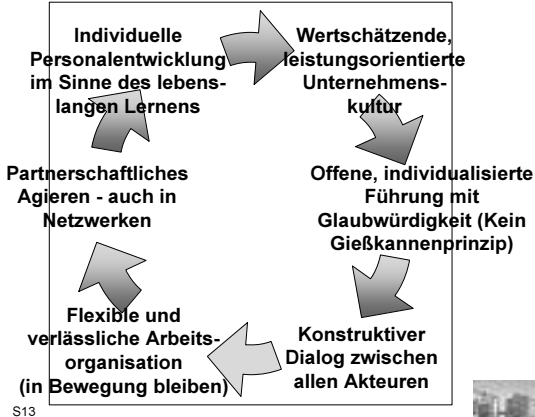 Individuelle
Personalentwicklung
im Sinne des lebens-
langen Lernens
Wertschätzende,
leistungsorientierte
Unternehmens-
kultur
Offene, individualisierte
Führung mit
Glaubwürdigkeit (Kein
Gießkannenprinzip)
Konstruktiver
Dialog zwischen
allen Akteuren
Flexible und
verlässliche Arbeits-
organisation
(in Bewegung bleiben)
Partnerschaftliches
Agieren - auch in
Netzwerken
S13